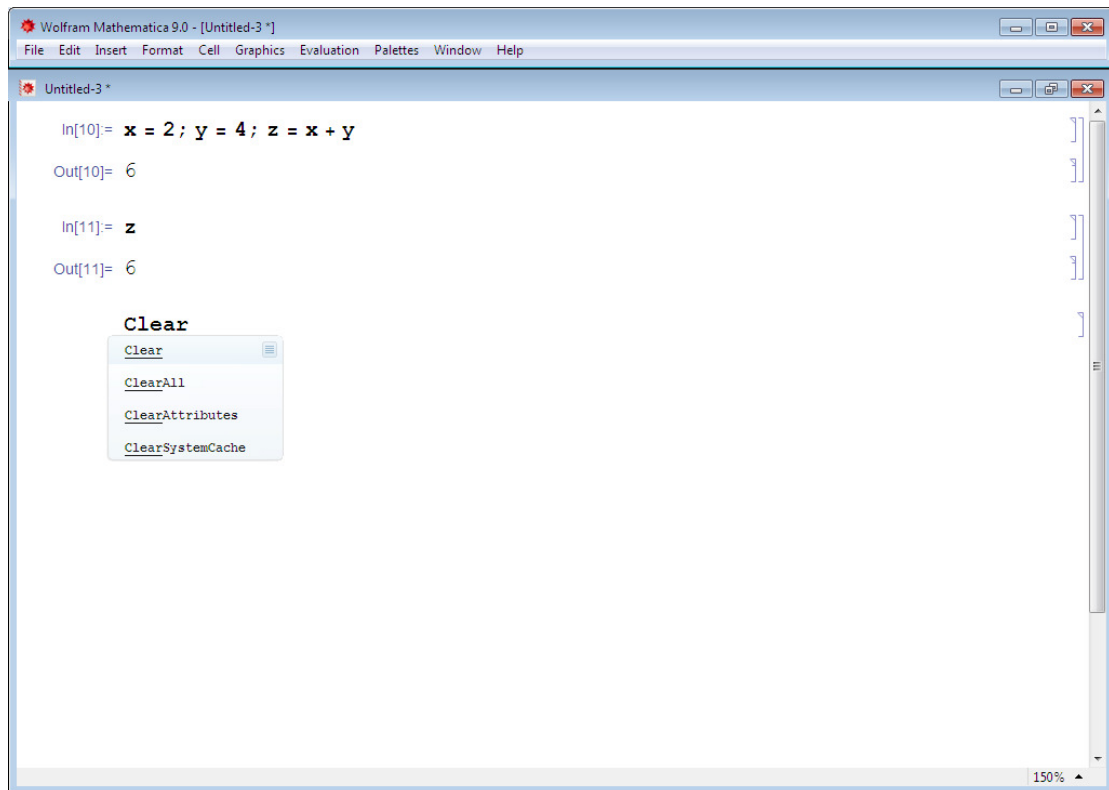 Wolfram Mathematica 9.0 - [Untitled-3 *]
File Edit Insert Format Cell Graphics Evaluation Palettes Window Help
Untitled-3 *
In[10]:= x = 2; y = 4; z = x + y
Out[10]= 6
In[11]:= z
Out[11]= 6
Clear
Clear
ClearAll
ClearAttributes
ClearSystemCache
150%